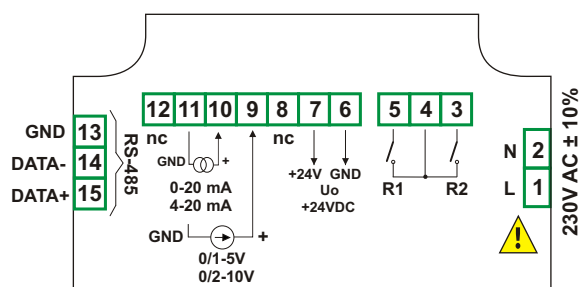 12 11 10 9 8 7 6 5 4 3
nc nc
GND 13
DATA- 14
DATA+ 15
RS-485
GND +
0-20 mA
4-20 mA
GND +
0/1-5V
0/2-10V
+24V GND
Uo
+24VDC
R1 R2
N 2
L 1
230V AC ± 10%
!